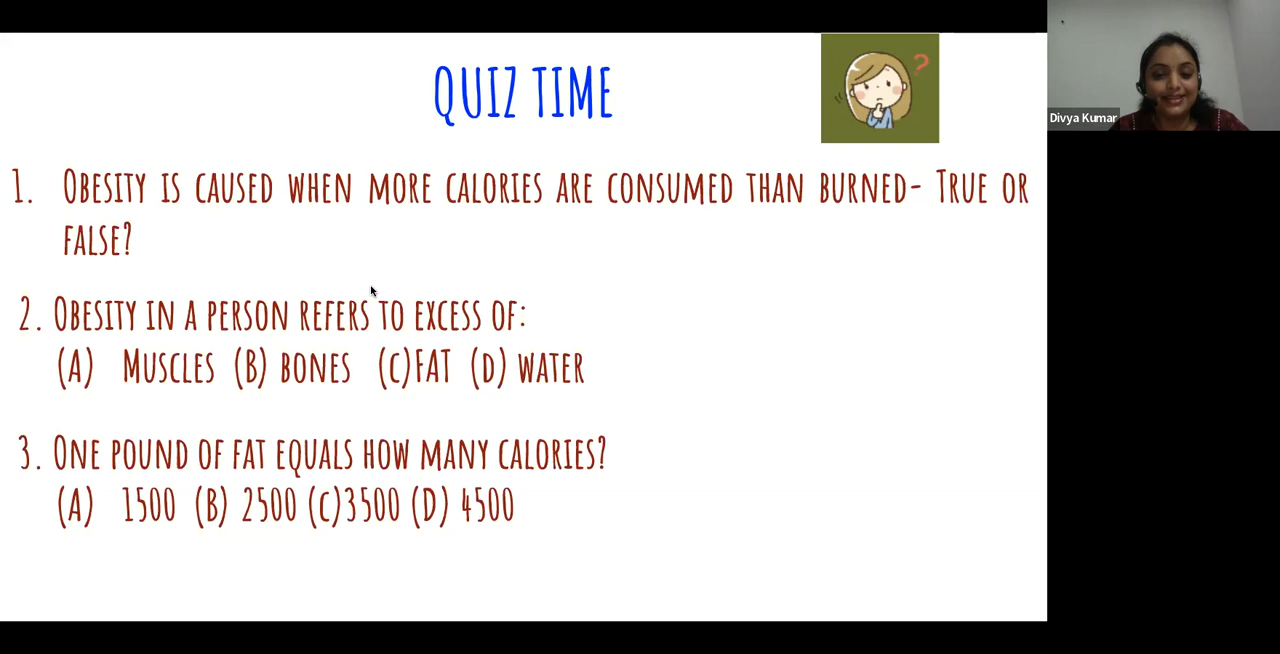 QUIZ TIME
?
1. OBESITY IS CAUSED WHEN MORE CALORIES ARE CONSUMED THAN BURNED- TRUE OR
FALSE?
2. OBESITY IN A PERSON REFERS TO EXCESS OF:
(A) MUSCLES (B) BONES (C)FAT (D) WATER
3. ONE POUND OF FAT EQUALS HOW MANY CALORIES?
(A) 1500 (B) 2500 (C)3500 (D) 4500
Divya Kumar